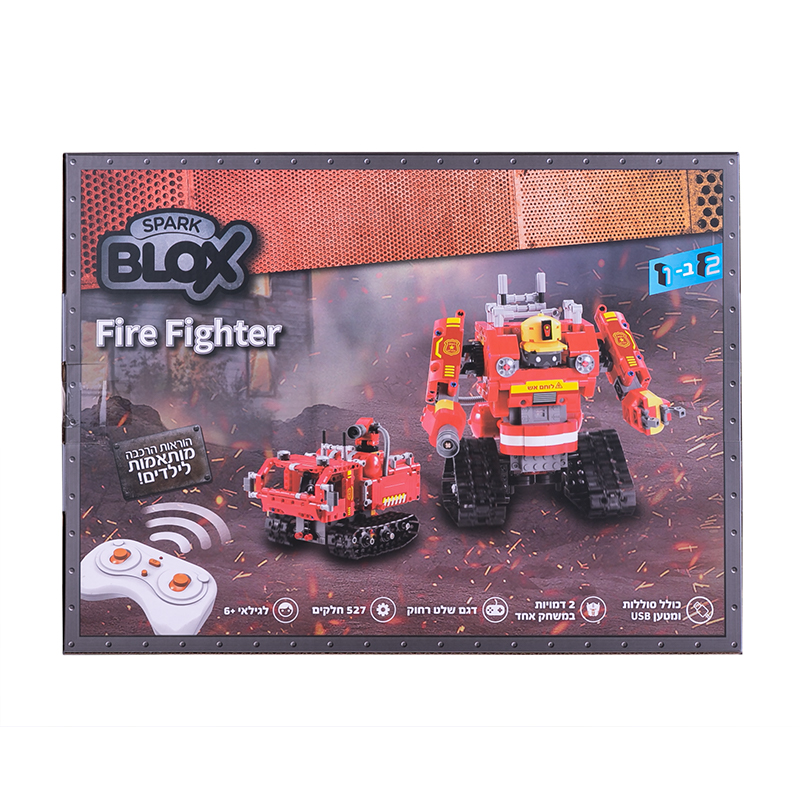 SPARK
BLOX
Fire Fighter
2 ב-1
לוחם אש
הוראות הרכבה
מותאמות
לילדים!
כולל סוללות
ומטען USB
2 דמויות
במשחק אחד
דגם שלט רחוק
527 חלקים
לגילאי +6